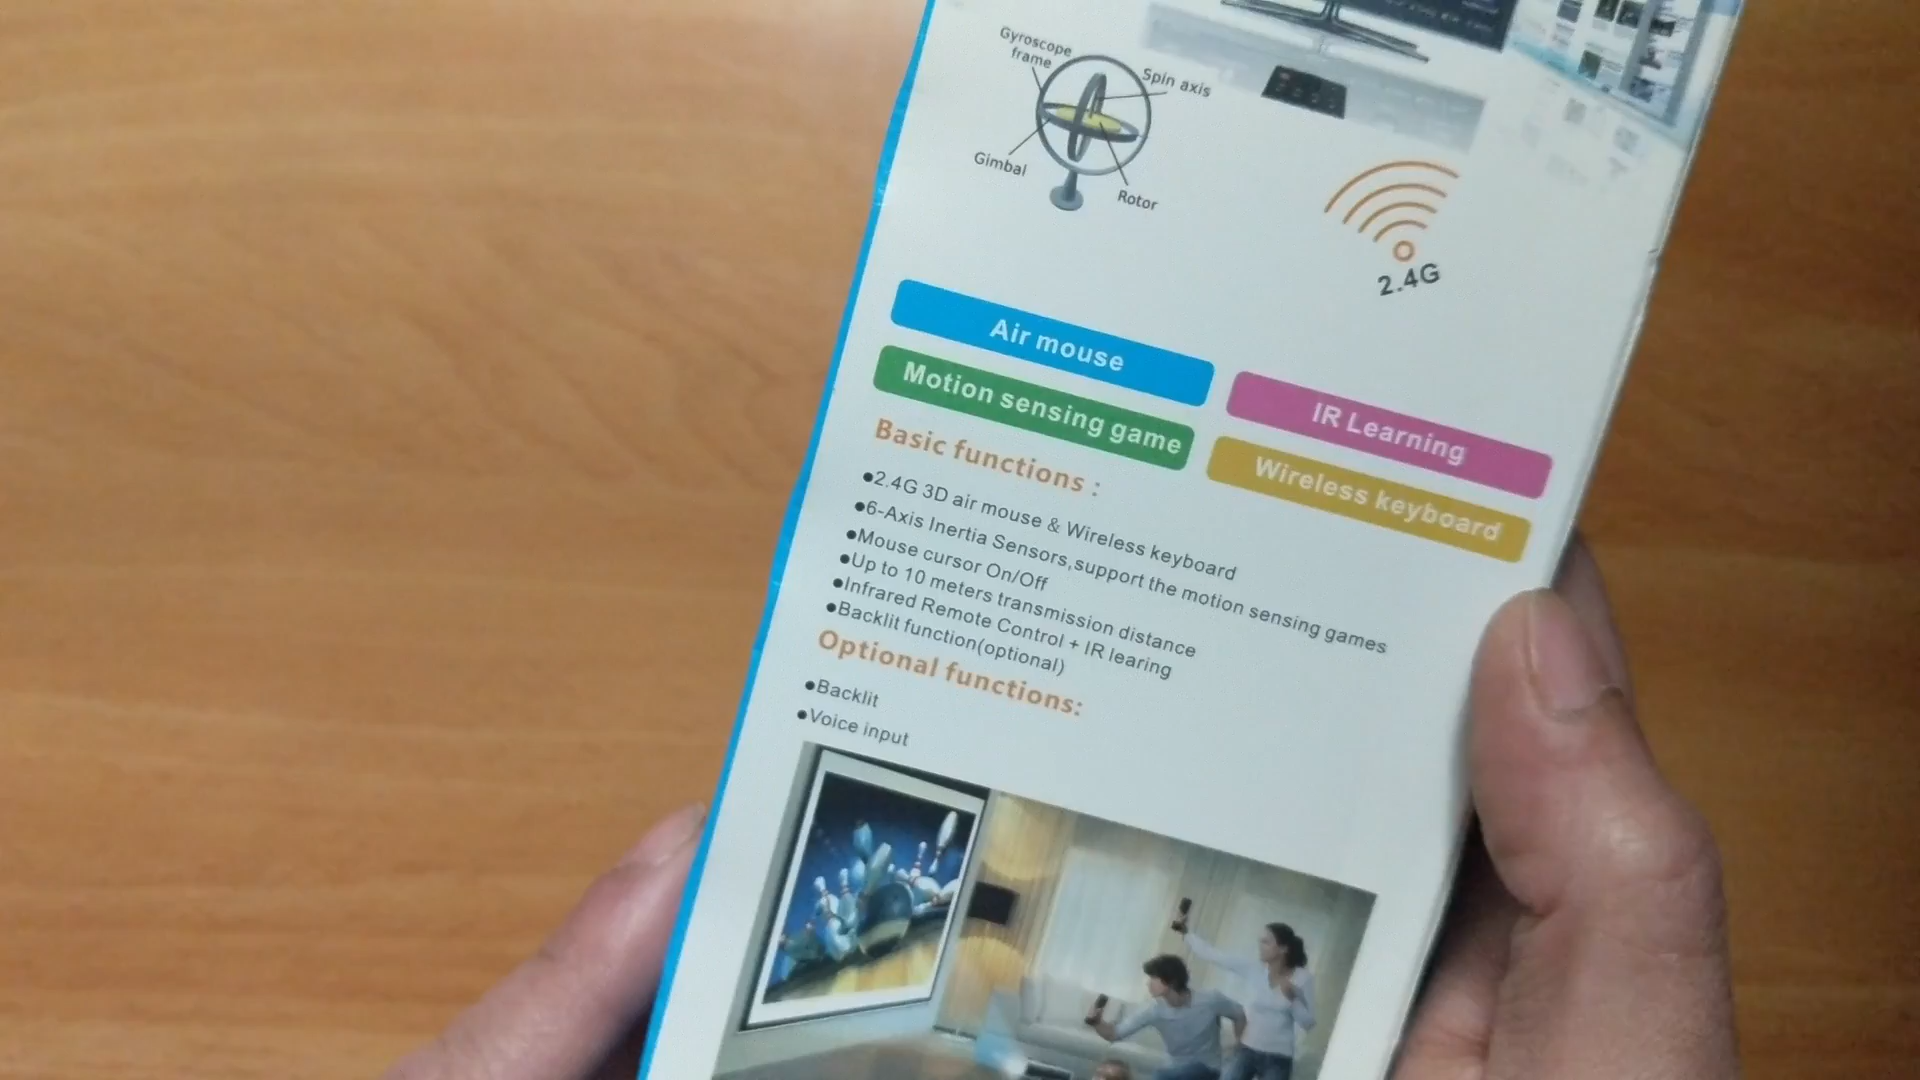 Gyroscope
frame
Spin axis
Gimbal
Rotor
2.4G
Air mouse
IR Learning
Motion sensing game
Wireless keyboard
Basic functions :
●2.4G 3D air mouse & Wireless keyboard
●6-Axis Inertia Sensors,support the motion sensing games
●Mouse cursor On/Off
●Up to 10 meters transmission distance
●Infrared Remote Control + IR learing
●Backlit function(optional)
Optional functions:
●Backlit
●Voice input